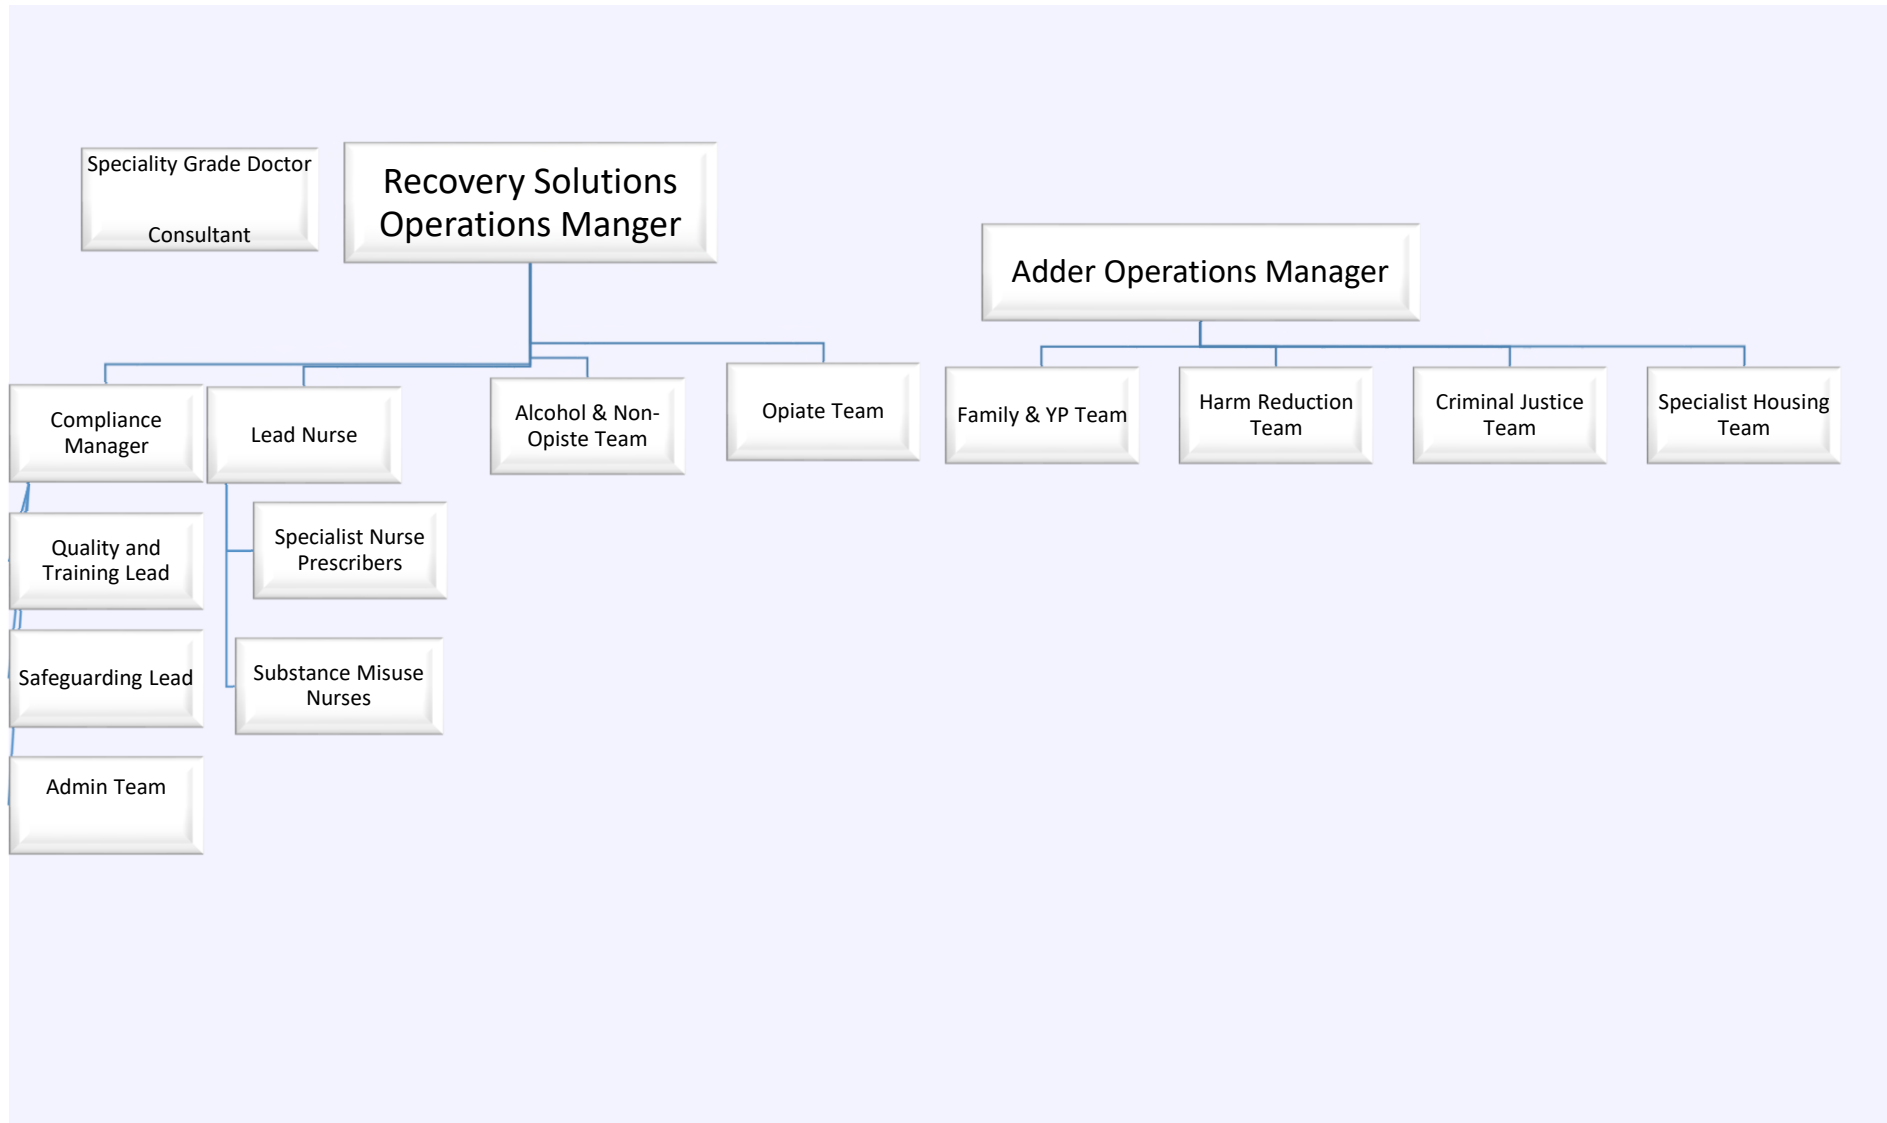 Speciality Grade Doctor
Consultant
Recovery Solutions
Operations Manger
Adder Operations Manager
Compliance
Manager
Lead Nurse
Alcohol & Non-
Opiste Team
Opiate Team
Family & YP Team
Harm Reduction
Team
Criminal Justice
Team
Specialist Housing
Team
Quality and
Training Lead
Specialist Nurse
Prescribers
Safeguarding Lead
Substance Misuse
Nurses
Admin Team